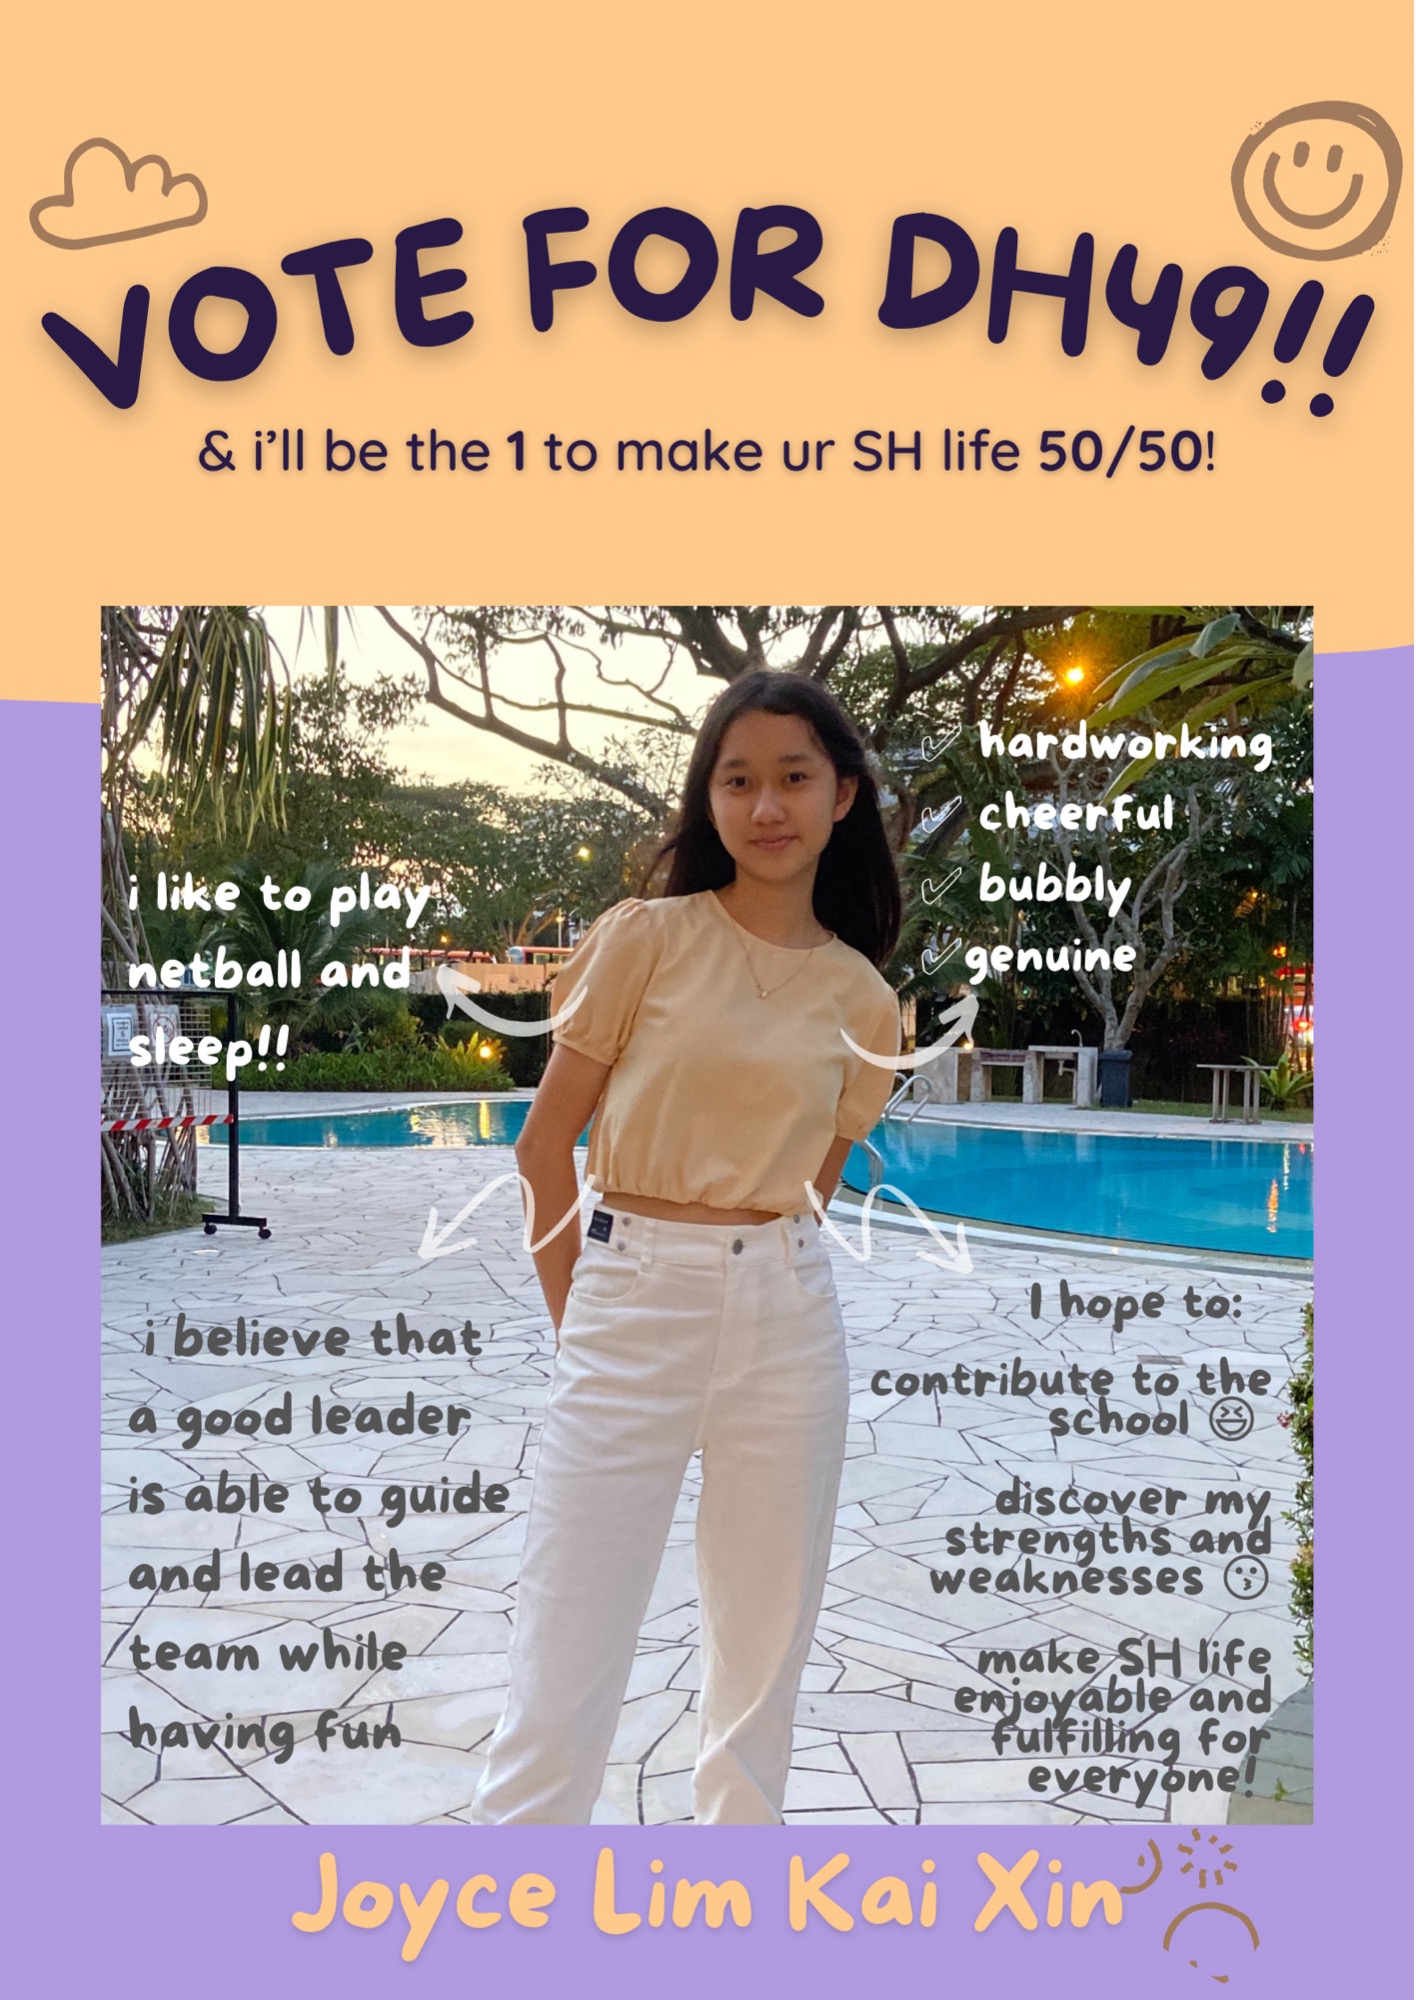 VOTE FOR DH49!!
& i'll be the 1 to make ur SH life 50/50!
hardworking
cheerful
bubbly
genuine
i like to play
netball and
sleep!!
i believe that
a good leader
is able to guide
and lead the
team while
having fun
I hope to:
contribute to the
school 😆
discover my
strengths and
weaknesses 😗
make SH life
enjoyable and
fulfilling for
everyone!
Joyce Lim Kai Xin